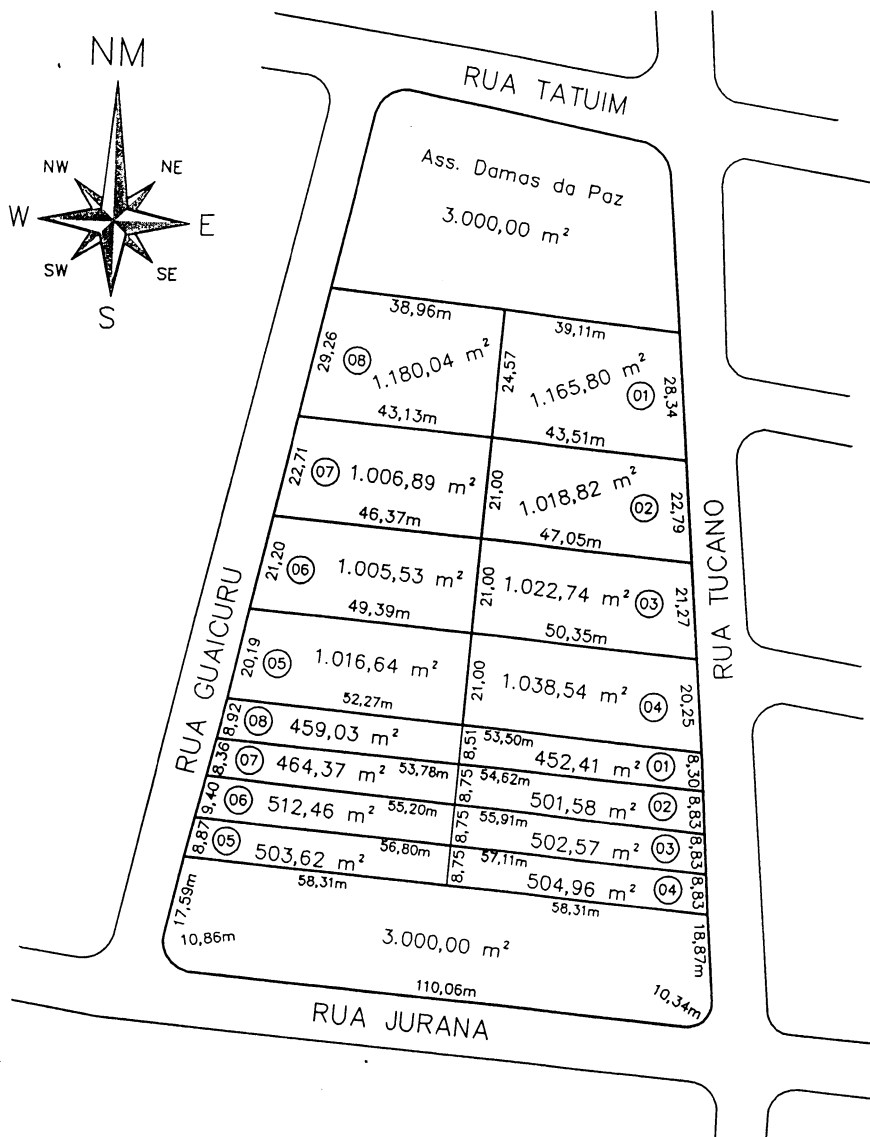 NM
NW
NE
W
E
SW
SE
S
RUA TATUIM
Ass. Damas da Paz
3.000,00 m²
38,96m
39,11m
29,26
08
1.180,04 m²
24,57
1.165,80 m²
01
28,34
43,13m
43,51m
22,71
07
1.006,89 m²
21,00
1.018,82 m²
02
22,79
46,37m
47,05m
21,20
06
1.005,53 m²
21,00
1.022,74 m²
03
21,27
49,39m
50,35m
20,19
05
1.016,64 m²
21,00
1.038,54 m²
04
20,25
52,27m
53,50m
RUA GUAICURU
RUA TUCANO
8,92
08
459,03 m²
8,51
452,41 m²
01
8,30
8,36
07
464,37 m²
53,78m
54,62m
8,75
501,58 m²
02
8,83
9,40
06
512,46 m²
55,20m
55,91m
8,75
502,57 m²
03
8,83
8,87
05
503,62 m²
56,80m
57,11m
8,75
504,96 m²
04
8,83
58,31m
58,31m
17,59m
10,86m
3.000,00 m²
18,87m
10,34m
110,06m
RUA JURANA